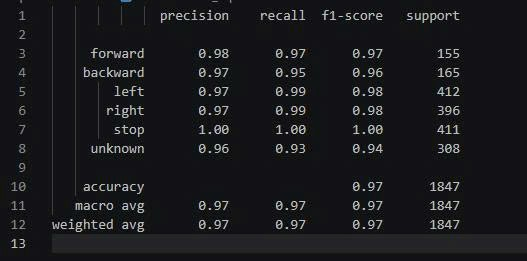 1 precision recall f1-score support
2
3 forward 0.98 0.97 0.97 155
4 backward 0.97 0.95 0.96 165
5 left 0.97 0.99 0.98 412
6 right 0.97 0.99 0.98 396
7 stop 1.00 1.00 1.00 411
8 unknown 0.96 0.93 0.94 308
9
10 accuracy 0.97 1847
11 macro avg 0.97 0.97 0.97 1847
12 weighted avg 0.97 0.97 0.97 1847
13